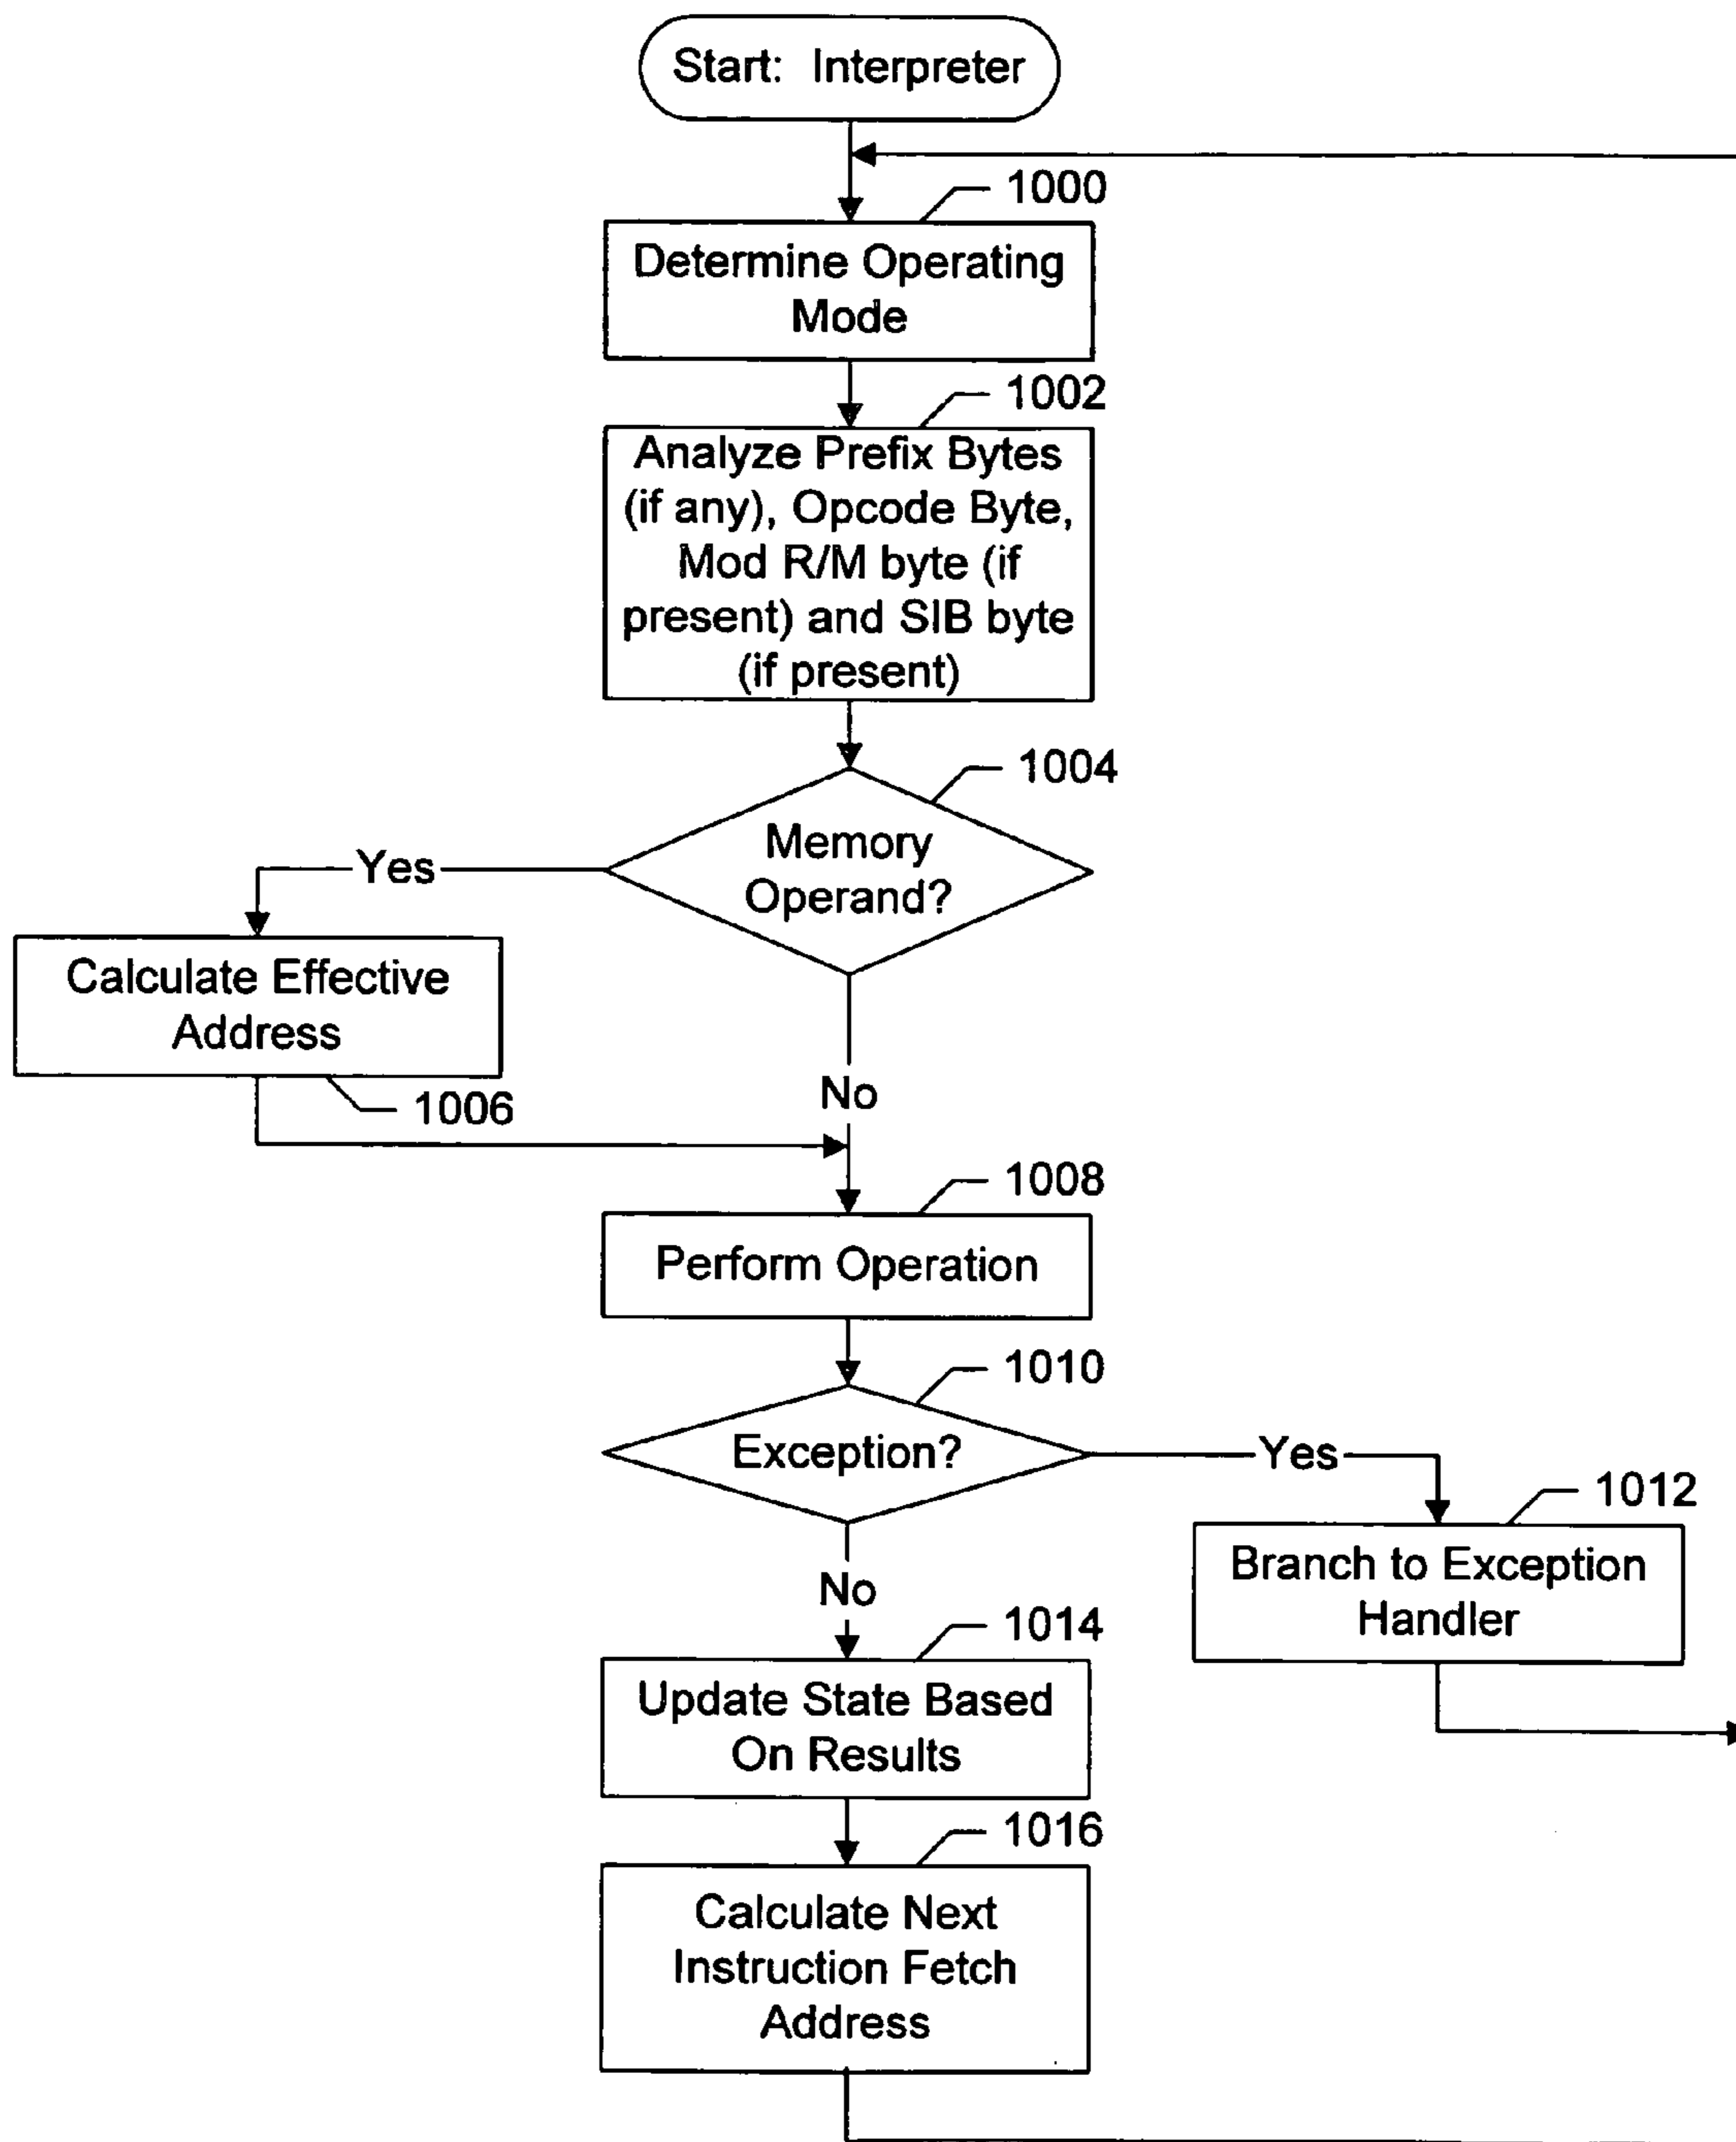 Start: Interpreter
1000
Determine Operating
Mode
1002
Analyze Prefix Bytes
(if any), Opcode Byte,
Mod R/M byte (if
present) and SIB byte
(if present)
1004
Memory
Operand?
Yes
Calculate Effective
Address
1006
No
1008
Perform Operation
1010
Exception?
Yes
1012
Branch to Exception
Handler
No
1014
Update State Based
On Results
1016
Calculate Next
Instruction Fetch
Address